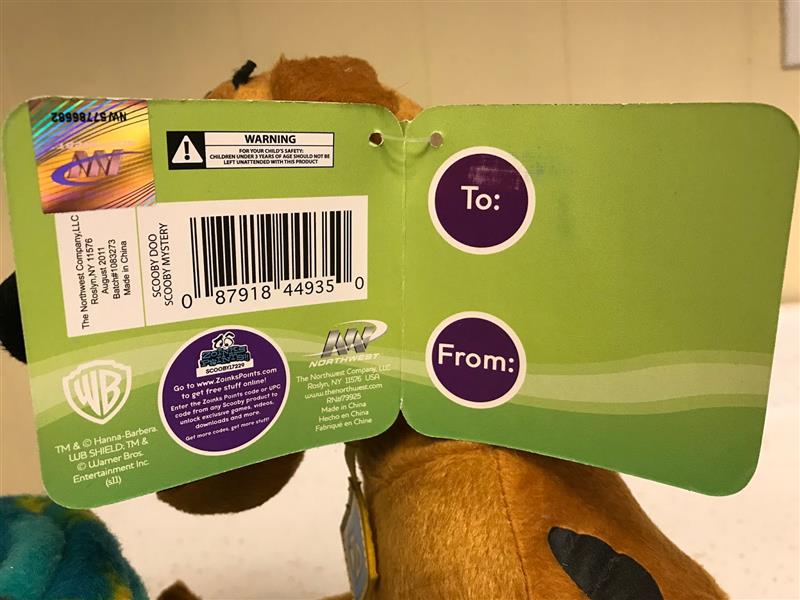 NW 57786682
NORTHWEST
WARNING
FOR YOUR CHILD'S SAFETY:
CHILDREN UNDER 3 YEARS OF AGE SHOULD NOT BE
LEFT UNATTENDED WITH THIS PRODUCT
The Northwest Company,LLC
Roslyn,NY 11576
August 2011
Batch#1083273
Made in China
SCOOBY DOO
SCOOBY MYSTERY
0 87918 44935 0
WB
TM & © Hanna-Barbera.
WB SHIELD: TM &
© Warner Bros.
Entertainment Inc.
(s11)
ZOINKS
POINTS!!
SCOOBY17229
Go to www.ZoinksPoints.com
to get free stuff online!
Enter the Zoinks Points code or UPC
code from any Scooby product to
unlock exclusive games, videos,
downloads and more.
Get more codes, get more stuff!
NW
NORTHWEST
The Northwest Company,LLC
Roslyn, NY 11576 USA
www.thenorthwest.com
RN#79925
Made in China
Hecho en China
Fabriqué en Chine
To:
From: